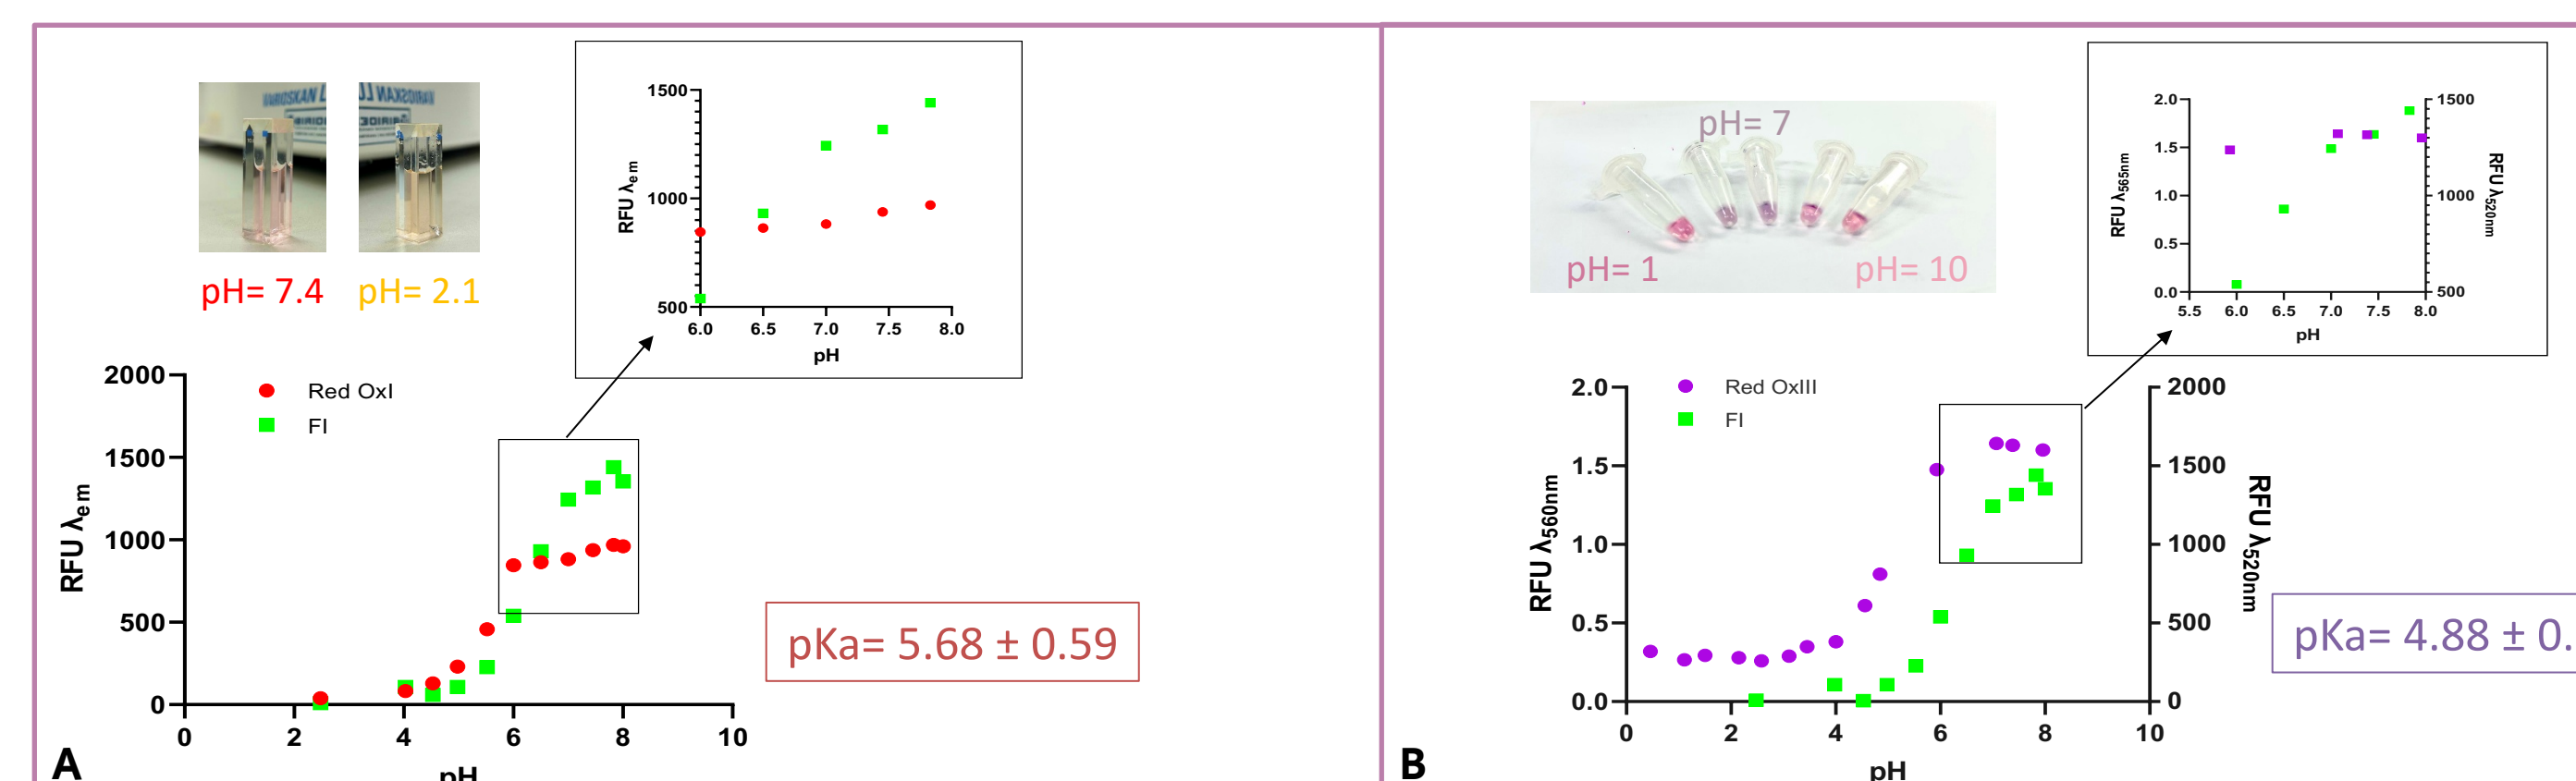 pH= 7.4
pH= 2.1
1500
1000
500
RFU λem
6.0 6.5 7.0 7.5 8.0
pH
2000
1500
1000
500
0
RFU λem
Red OxI
Fl
0 2 4 6 8 10
pH
pKa= 5.68 ± 0.59
A
pH= 7
pH= 1
pH= 10
2.0
1.5
1.0
0.5
0.0
RFU λ565nm
1500
1000
500
RFU λ520nm
5.5 6.0 6.5 7.0 7.5 8.0
pH
2.0
1.5
1.0
0.5
0.0
RFU λ560nm
Red OxIII
Fl
2000
1500
1000
500
0
RFU λ520nm
0 2 4 6 8 10
pH
pKa= 4.88 ± 0.
B